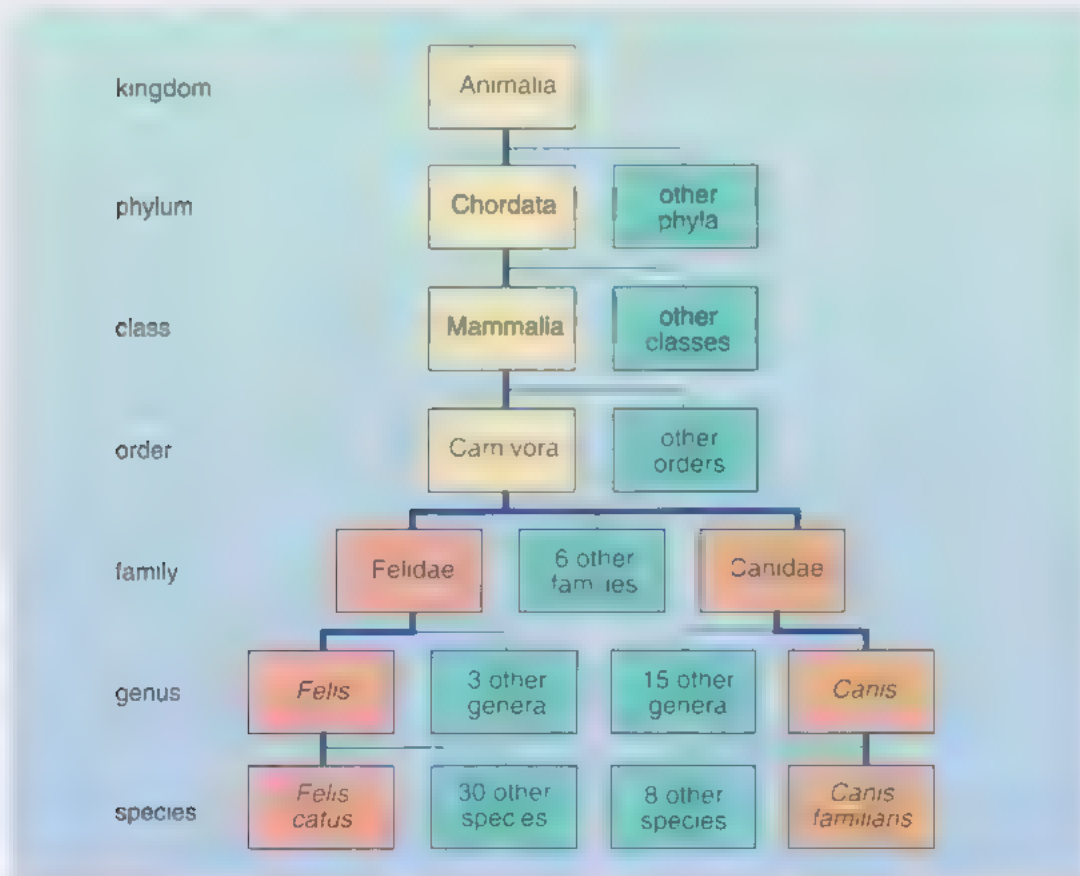 kingdom
Animalia
phylum
Chordata
other
phyla
class
Mammalia
other
classes
order
Carnivora
other
orders
family
Felidae
6 other
families
Canidae
genus
Felis
3 other
genera
15 other
genera
Canis
species
Felis
catus
30 other
species
8 other
species
Canis
familiaris